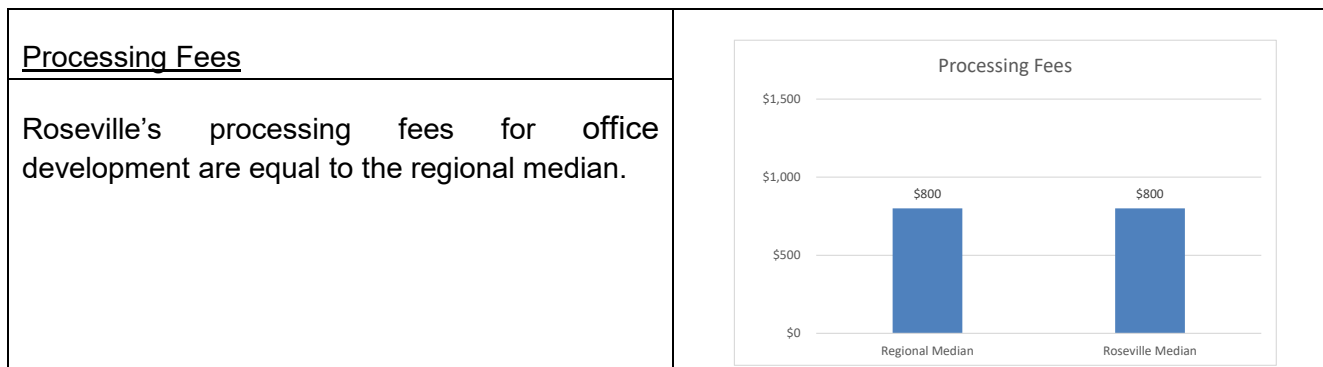 Processing Fees
Roseville’s processing fees for office
development are equal to the regional median.
Processing Fees
$1,500
$1,000
$800 $800
$500
$0
Regional Median Roseville Median